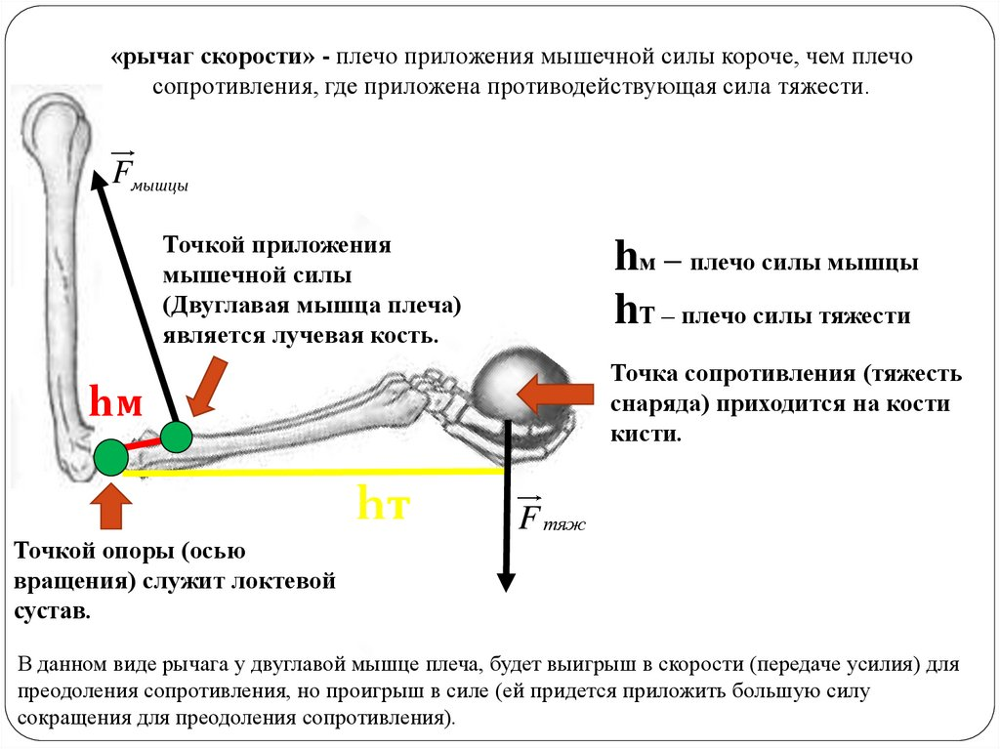 «рычаг скорости» - плечо приложения мышечной силы короче, чем плечо
сопротивления, где приложена противодействующая сила тяжести.
Fмышцы
Точкой приложения
мышечной силы
(Двуглавая мышца плеча)
является лучевая кость.
hм – плечо силы мышцы
hт – плечо силы тяжести
Точка сопротивления (тяжесть
снаряда) приходится на кости
кисти.
hм
hт
F тяж
Точкой опоры (осью
вращения) служит локтевой
сустав.
В данном виде рычага у двуглавой мышце плеча, будет выигрыш в скорости (передаче усилия) для
преодоления сопротивления, но проигрыш в силе (ей придется приложить большую силу
сокращения для преодоления сопротивления).